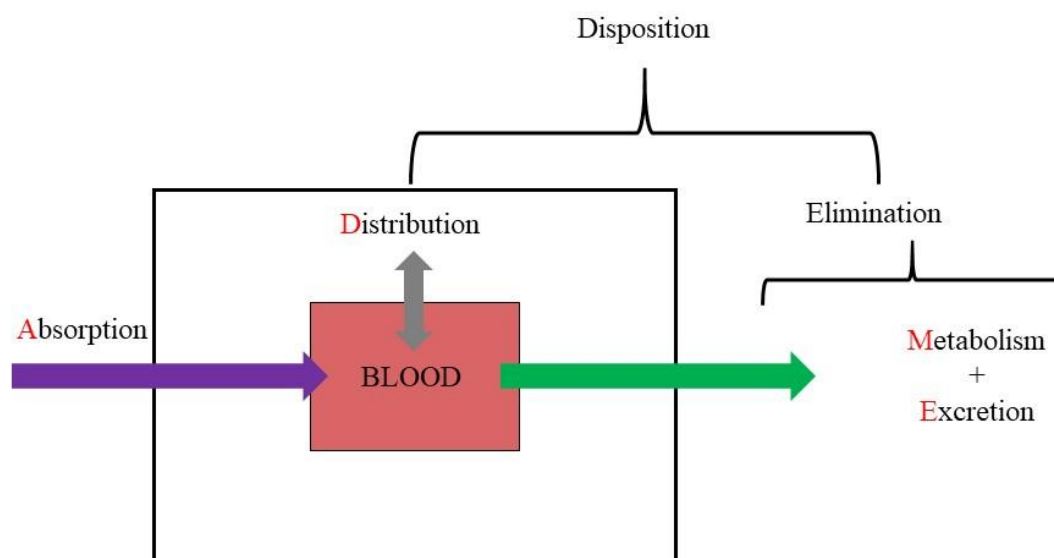 Disposition
Distribution
Elimination
Absorption
BLOOD
Metabolism
+
Excretion